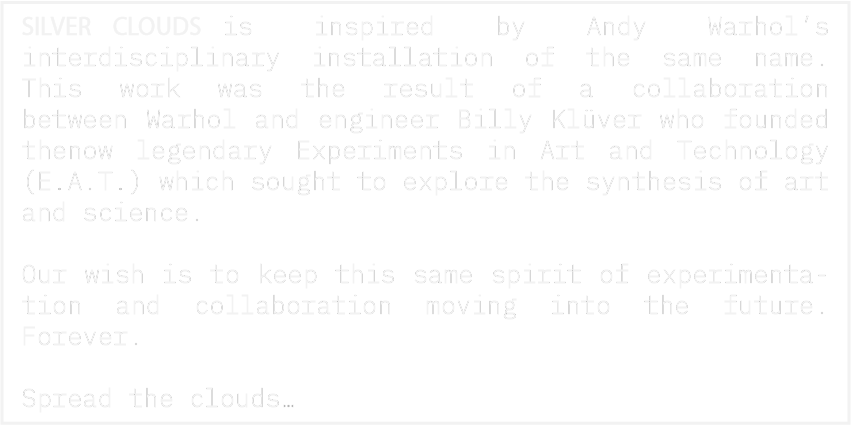 SILVER CLOUDS is inspired by Andy Warhol's
interdisciplinary installation of the same name.
This work was the result of a collaboration
between Warhol and engineer Billy Klüver who founded
thenow legendary Experiments in Art and Technology
(E.A.T.) which sought to explore the synthesis of art
and science.
Our wish is to keep this same spirit of experimenta-
tion and collaboration moving into the future.
Forever.
Spread the clouds…